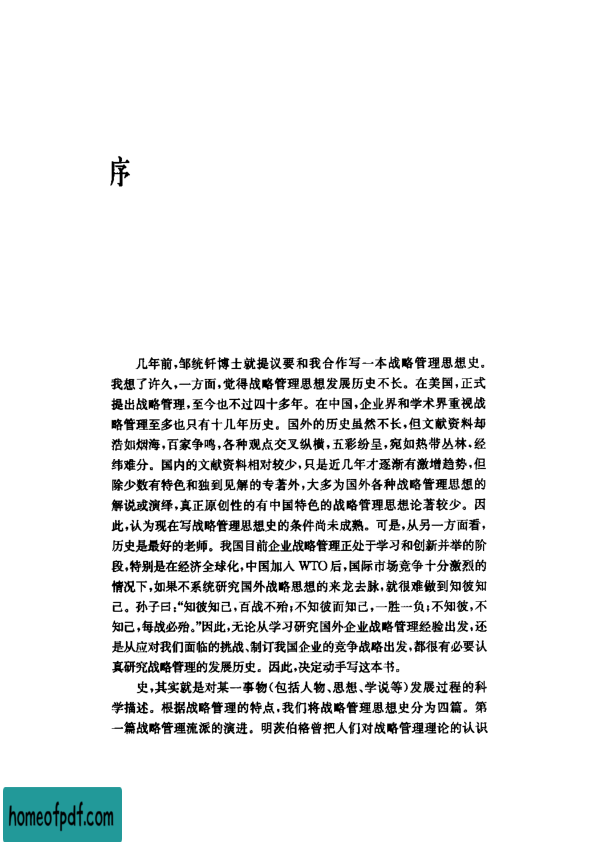 序
几年前,邹统钎博士就提议要和我合作写一本战略管理思想史。
我想了许久,一方面,觉得战略管理思想发展历史不长。在美国,正式
提出战略管理,至今也不过四十多年。在中国,企业界和学术界重视战
略管理至多也只有十几年历史。国外的历史虽然不长,但文献资料却
浩如烟海,百家争鸣,各种观点交叉纵横,五彩纷呈,宛如热带丛林,经
纬难分。国内的文献资料相对较少,只是近几年才逐渐有激增趋势,但
除少数有特色和独到见解的专著外,大多为国外各种战略管理思想的
解说或演绎,真正原创性的有中国特色的战略管理思想论著较少。因
此,认为现在写战略管理思想史的条件尚未成熟。可是,从另一方面看,
历史是最好的老师。我国目前企业战略管理正处于学习和创新并举的阶
段,特别是在经济全球化,中国加入 WTO 后,国际市场竞争十分激烈的
情况下,如果不系统研究国外战略思想的来龙去脉,就很难做到知彼知
己。孙子曰:“知彼知己,百战不殆;不知彼而知己,一胜一负;不知彼,不
知己,每战必殆。”因此,无论从学习研究国外企业战略管理经验出发,还
是从应对我们面临的挑战、制订我国企业的竞争战略出发,都很有必要认
真研究战略管理的发展历史。因此,决定动手写这本书。
史,其实就是对某一事物(包括人物、思想、学说等)发展过程的科
学描述。根据战略管理的特点,我们将战略管理思想史分为四篇。第
一篇战略管理流派的演进。明茨伯格曾把人们对战略管理理论的认识
homeofpdf.com